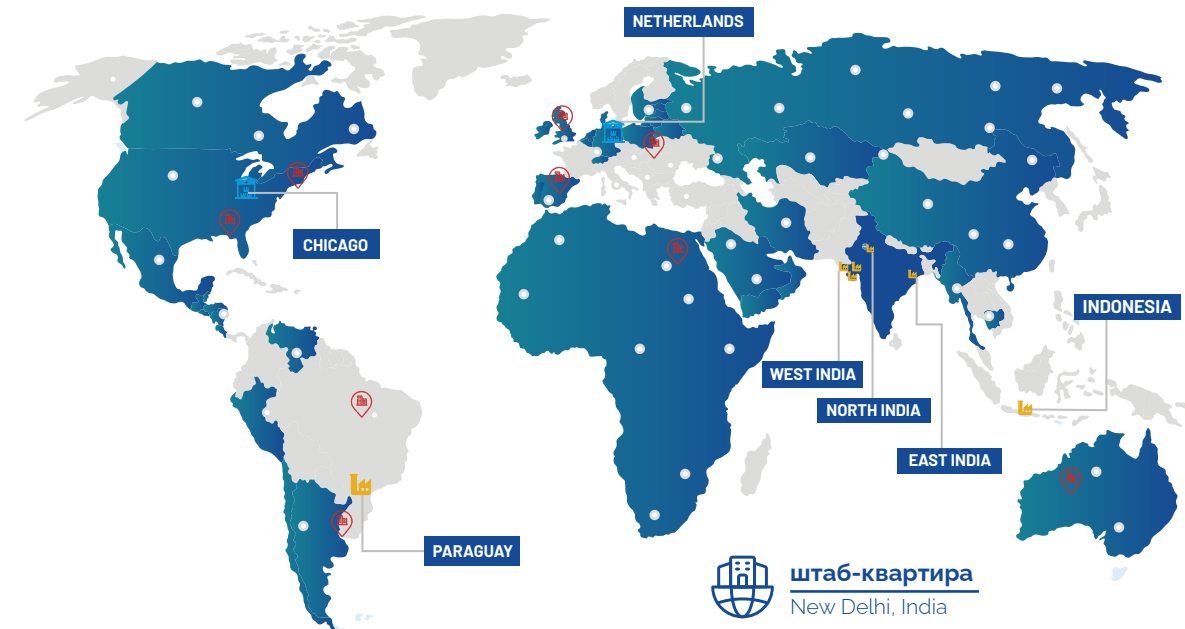 NETHERLANDS
CHICAGO
INDONESIA
WEST INDIA
NORTH INDIA
EAST INDIA
PARAGUAY
штаб-квартира
New Delhi, India